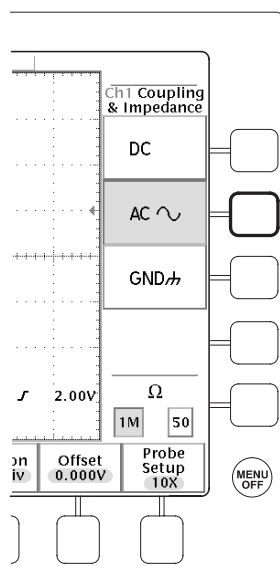 Ch1 Coupling
& Impedance
DC
AC
GND
2.00V
Ω
1M 50
Offset
0.000V
Probe
Setup
10X
MENU
OFF